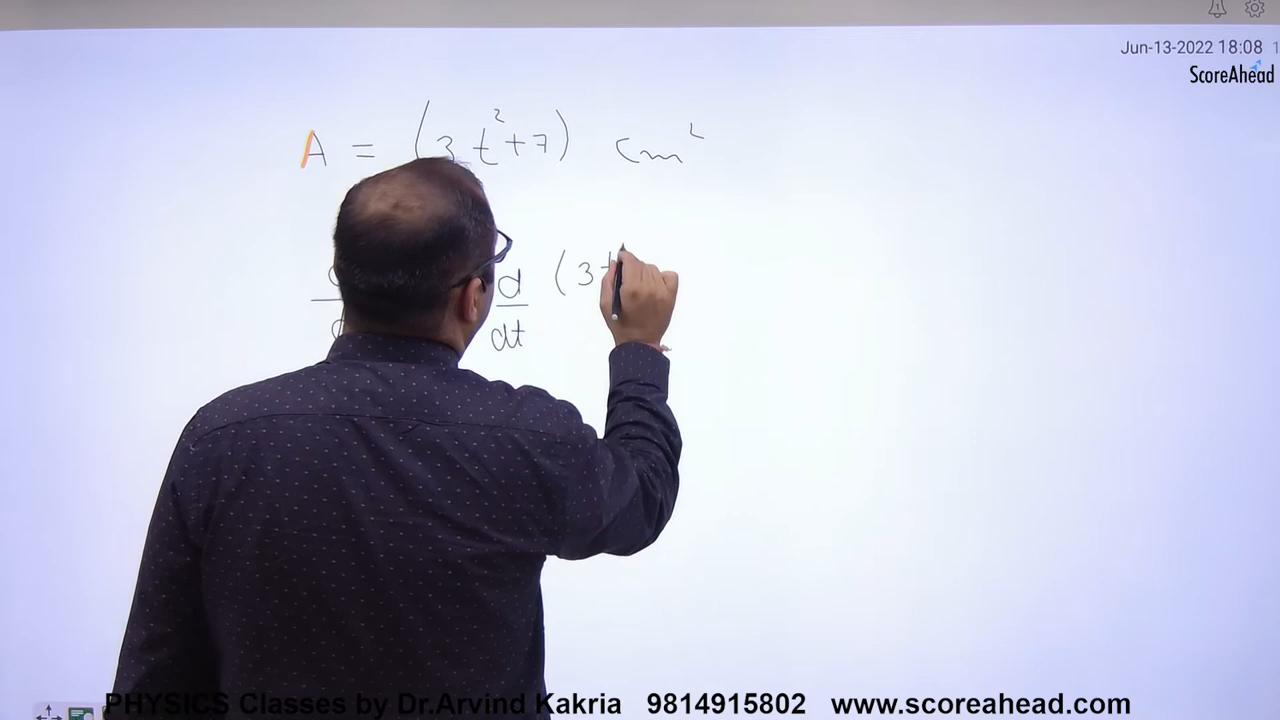 Jun-13-2022 18:08
ScoreAhead
A = (3t²+7) cm²
d/dt (3t
PHYSICS Classes by Dr.Arvind Kakria 9814915802 www.scoreahead.com